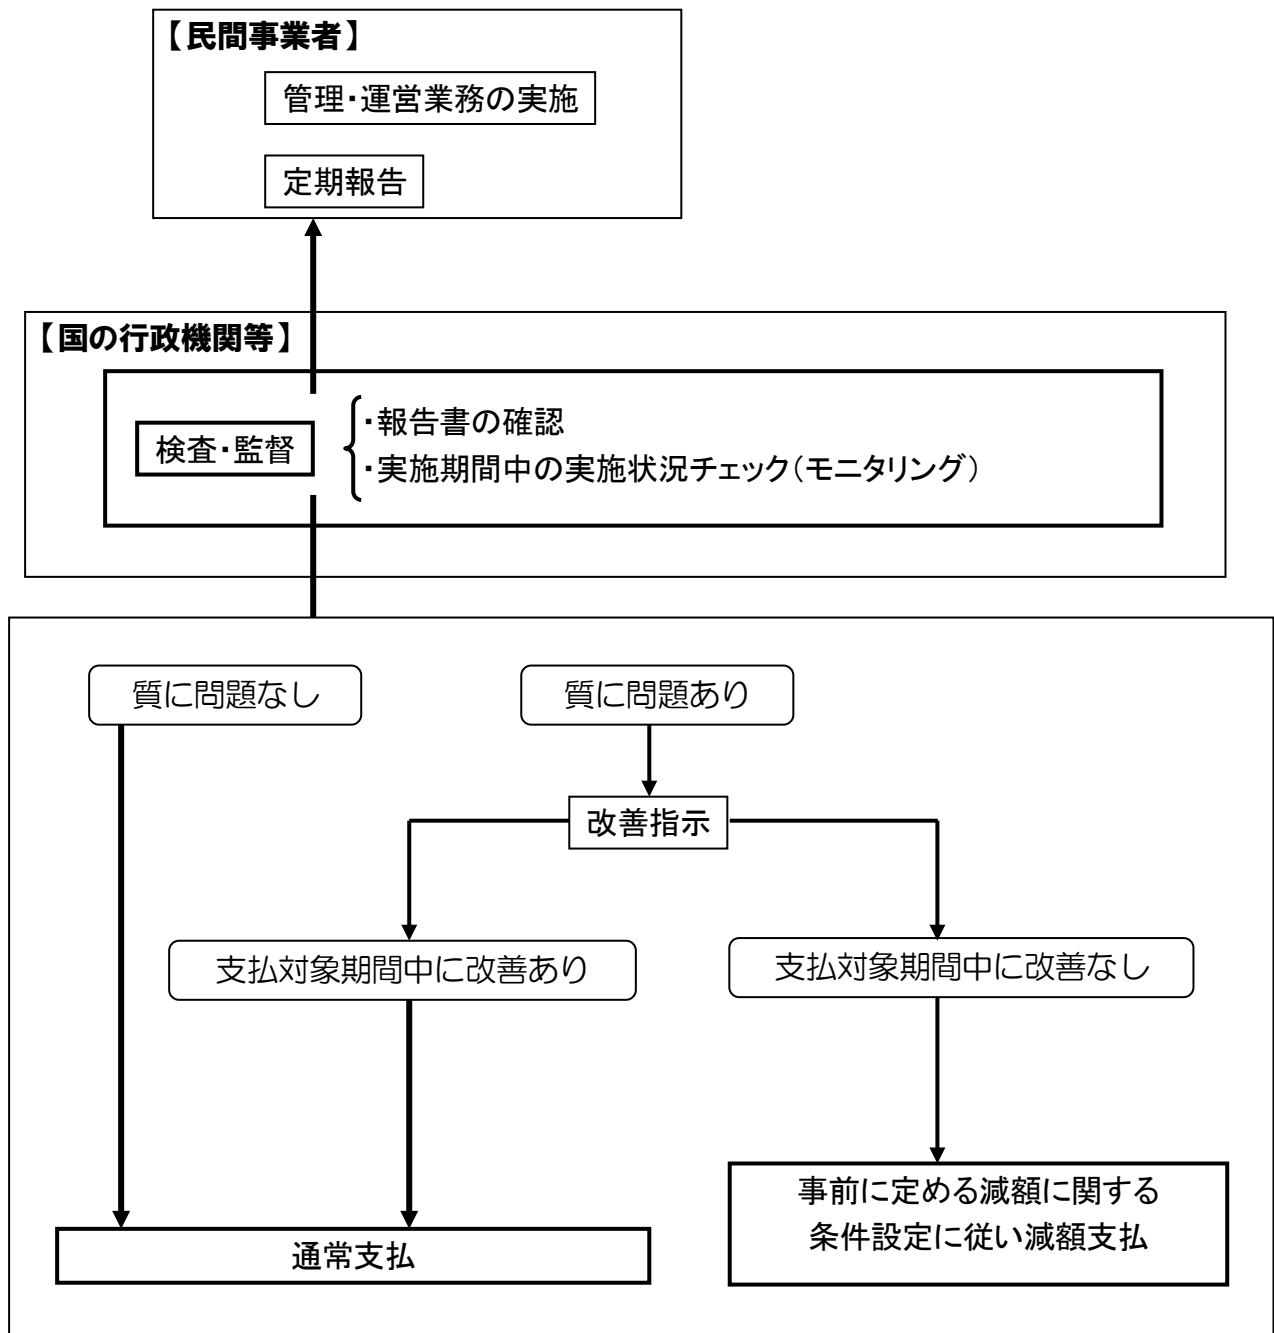 【民間事業者】
管理・運営業務の実施
定期報告
【国の行政機関等】
検査・監督
・報告書の確認
・実施期間中の実施状況チェック（モニタリング）
質に問題なし
質に問題あり
改善指示
支払対象期間中に改善あり
支払対象期間中に改善なし
事前に定める減額に関する
条件設定に従い減額支払
通常支払